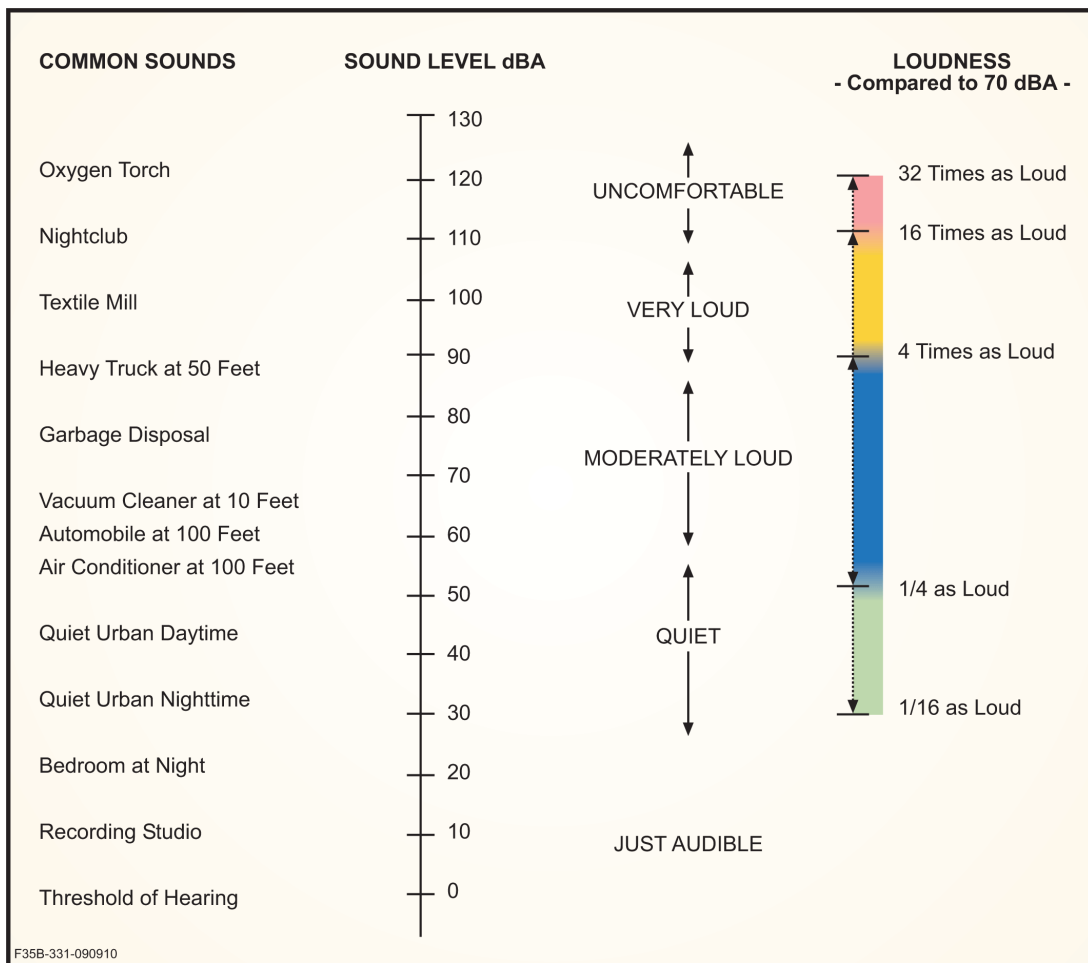 COMMON SOUNDS
SOUND LEVEL dBA
LOUDNESS
- Compared to 70 dBA -
130
Oxygen Torch
120
UNCOMFORTABLE
32 Times as Loud
Nightclub
110
16 Times as Loud
Textile Mill
100
VERY LOUD
Heavy Truck at 50 Feet
90
4 Times as Loud
80
Garbage Disposal
MODERATELY LOUD
70
Vacuum Cleaner at 10 Feet
Automobile at 100 Feet
60
Air Conditioner at 100 Feet
50
1/4 as Loud
Quiet Urban Daytime
QUIET
40
Quiet Urban Nighttime
30
1/16 as Loud
Bedroom at Night
20
Recording Studio
10
JUST AUDIBLE
Threshold of Hearing
0
F35B-331-090910